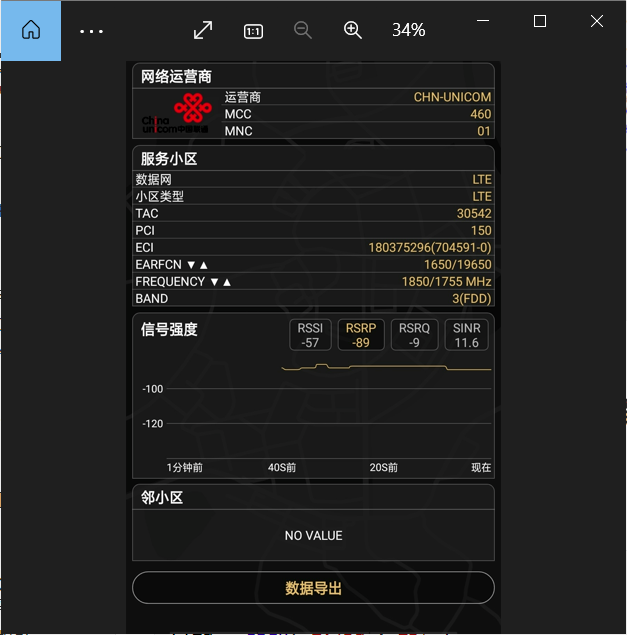 1:1
34%
网络运营商
China
unicom中国联通
运营商 CHN-UNICOM
MCC 460
MNC 01
服务小区
数据网 LTE
小区类型 LTE
TAC 30542
PCI 150
ECI 180375296(704591-0)
EARFCN ▼▲ 1650/19650
FREQUENCY ▼▲ 1850/1755 MHz
BAND 3(FDD)
信号强度
RSSI RSRP RSRQ SINR
-57 -89 -9 11.6
-100
-120
1分钟前 40S前 20S前 现在
邻小区
NO VALUE
数据导出